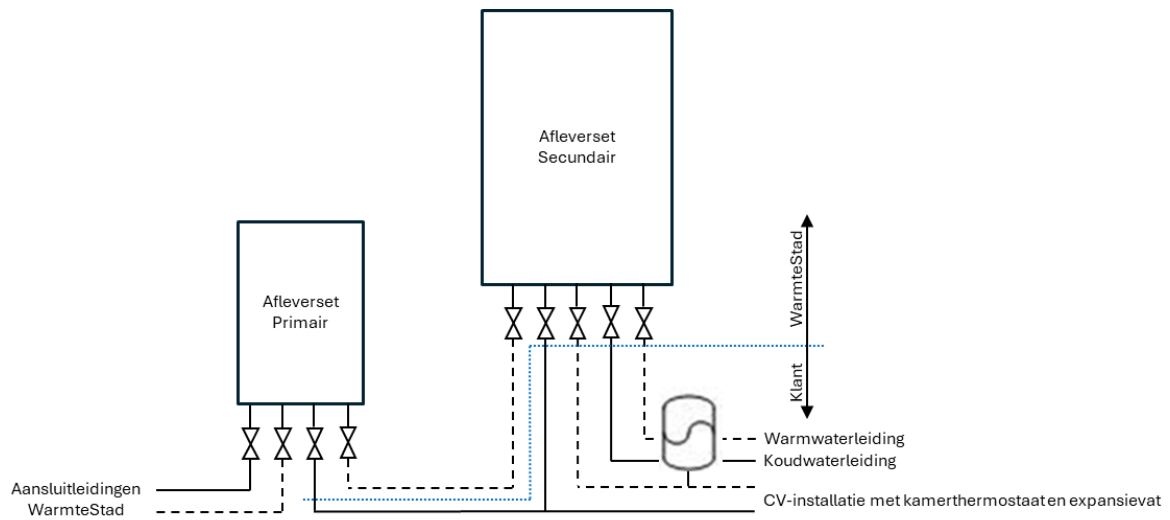 Afleverset
Secundair
Afleverset
Primair
WarmteStad
Klant
Warmwaterleiding
Koudwaterleiding
Aansluitleidingen
WarmteStad
CV-installatie met kamerthermostaat en expansievat